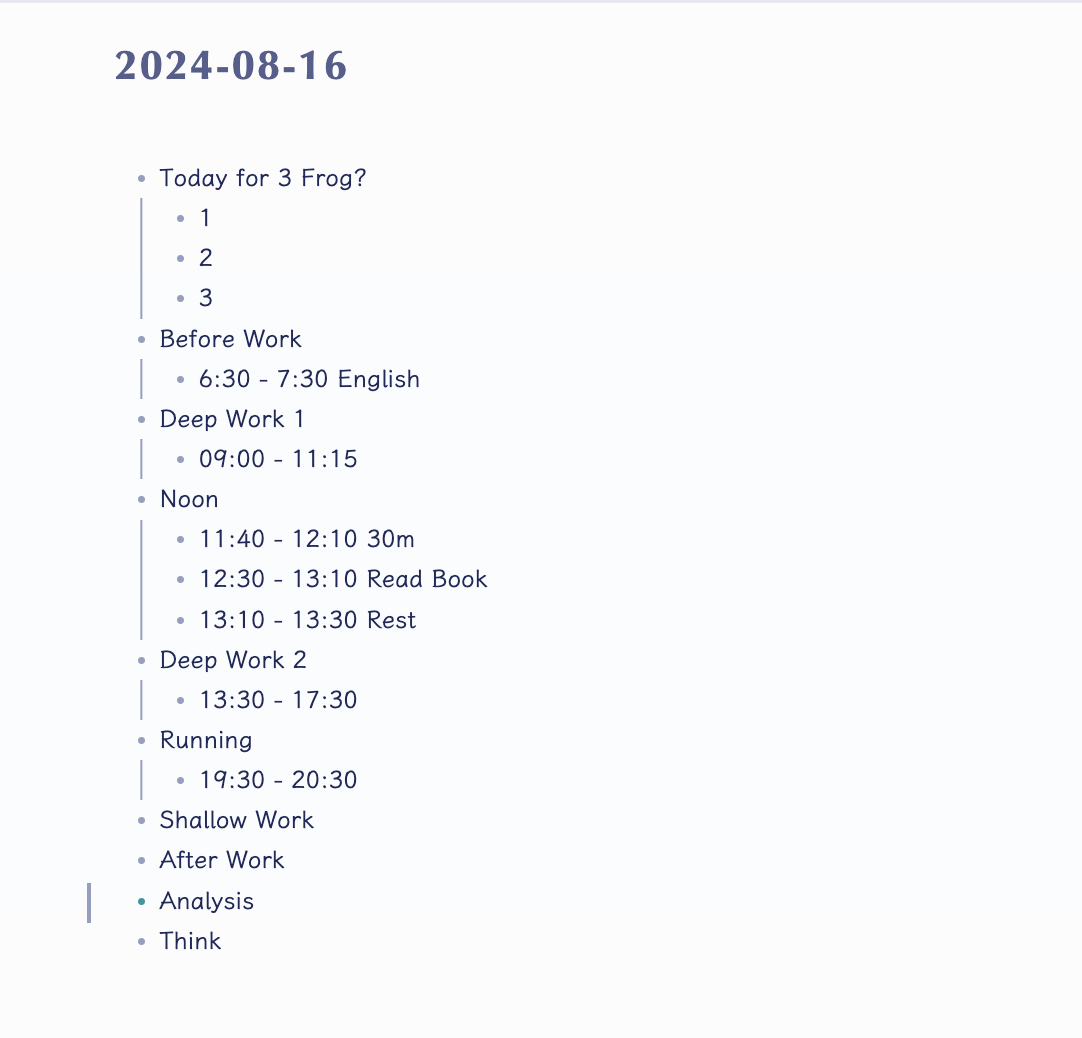 2024-08-16
Today for 3 Frog?
1
2
3
Before Work
6:30 - 7:30 English
Deep Work 1
09:00 - 11:15
Noon
11:40 - 12:10 30m
12:30 - 13:10 Read Book
13:10 - 13:30 Rest
Deep Work 2
13:30 - 17:30
Running
19:30 - 20:30
Shallow Work
After Work
Analysis
Think